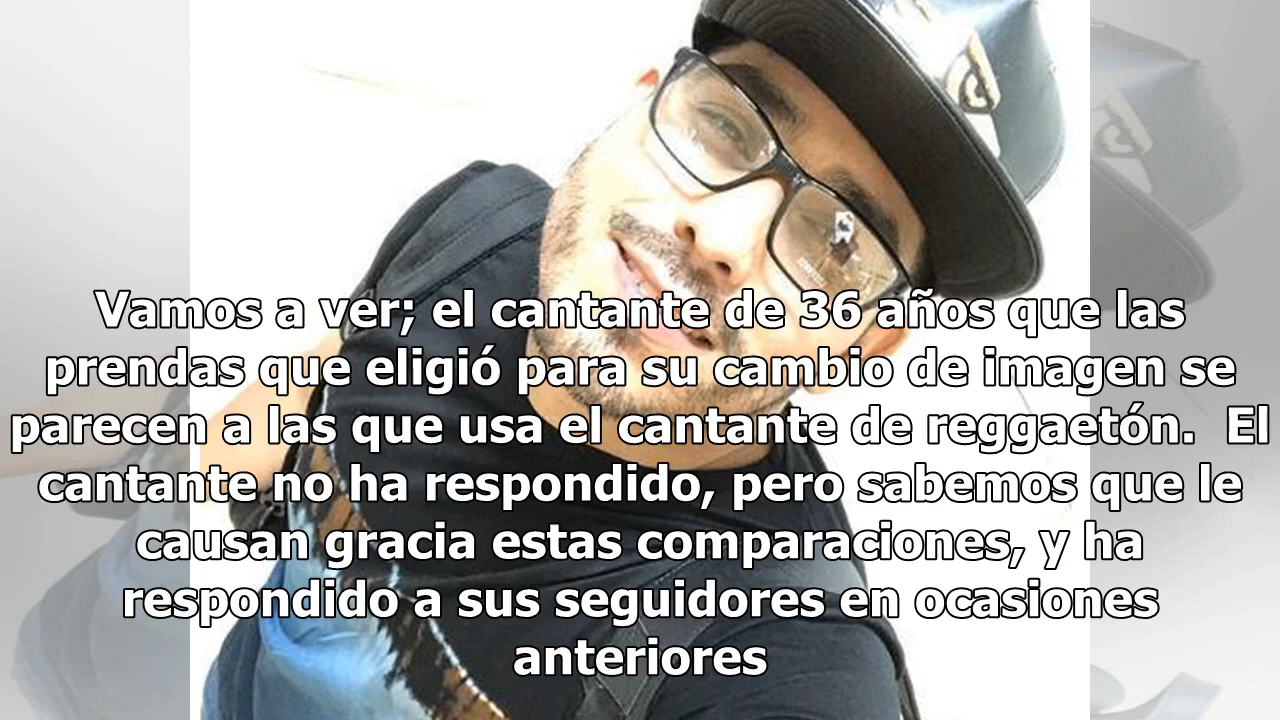 Vamos a ver; el cantante de 36 años que las
prendas que eligió para su cambio de imagen se
parecen a las que usa el cantante de reggaetón.  El
cantante no ha respondido, pero sabemos que le
causan gracia estas comparaciones, y ha
respondido a sus seguidores en ocasiones
anteriores